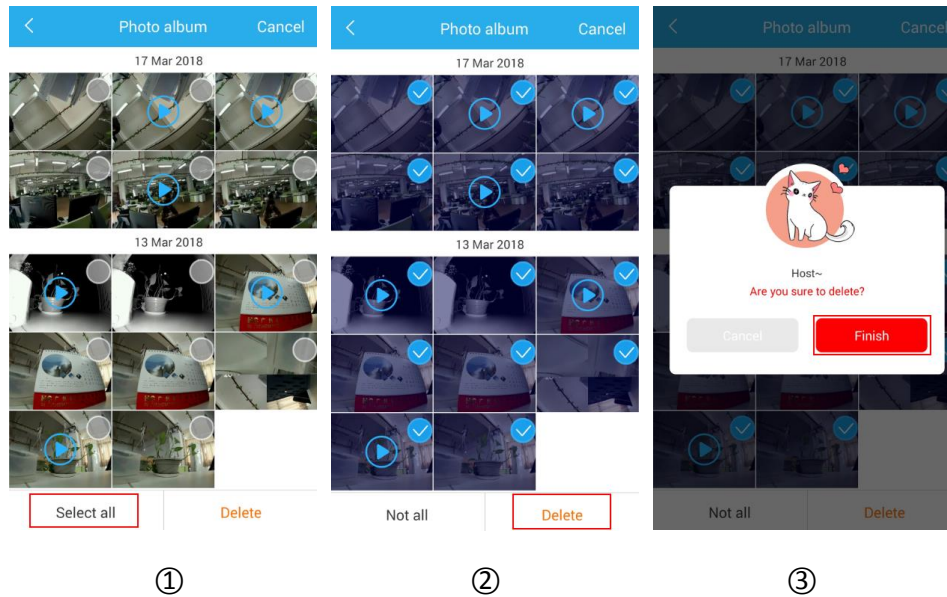 Photo album Cancel
17 Mar 2018
13 Mar 2018
Select all Delete
①
Photo album Cancel
17 Mar 2018
13 Mar 2018
Not all Delete
②
Photo album Cancel
17 Mar 2018
Host~
Are you sure to delete?
Cancel Finish
Not all Delete
③